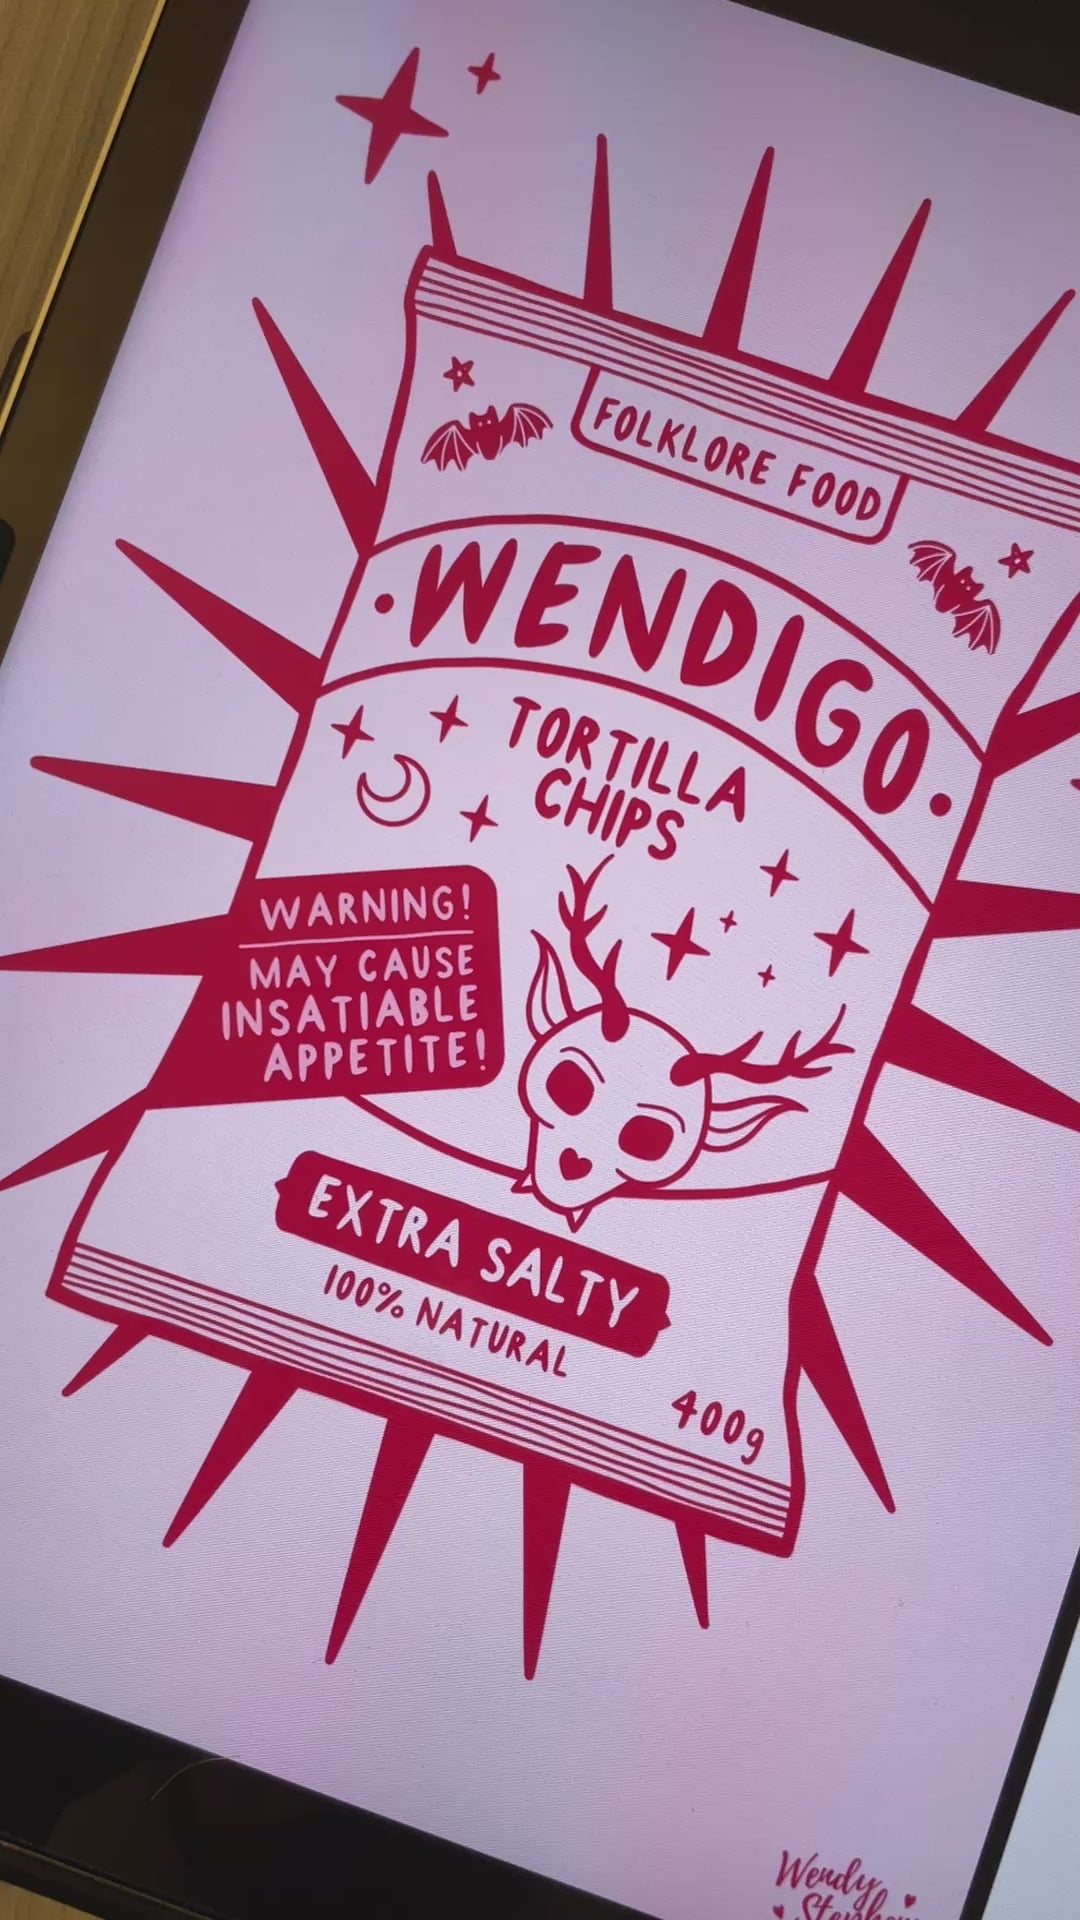 FOLKLORE FOOD
WENDIGO
TORTILLA
CHIPS
WARNING!
MAY CAUSE
INSATIABLE
APPETITE!
EXTRA SALTY
100% NATURAL
400g
Wendy